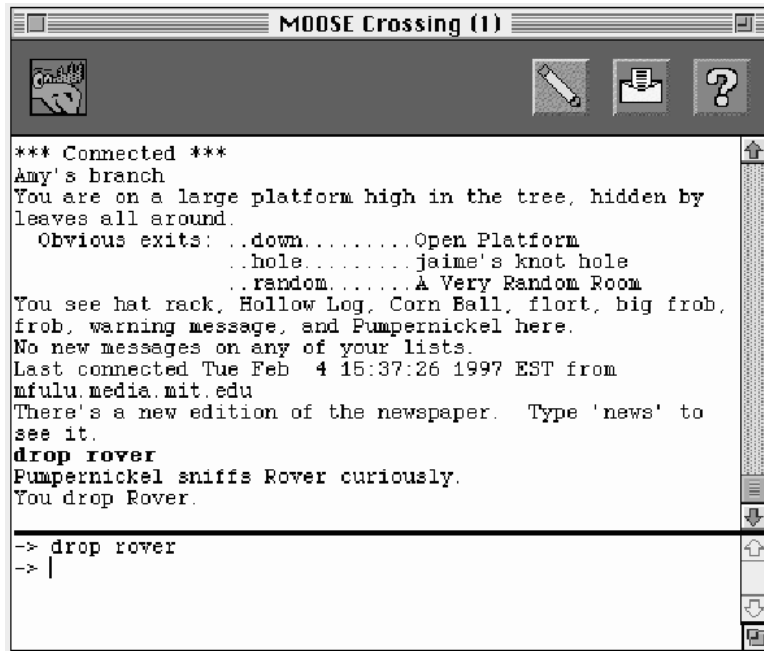 MOOSE Crossing (1)
*** Connected ***
Amy's branch
You are on a large platform high in the tree, hidden by
leaves all around.
Obvious exits: ..down.........Open Platform
..hole.........jaime's knot hole
..random.......A Very Random Room
You see hat rack, Hollow Log, Corn Ball, flort, big frob,
frob, warning message, and Pumpernickel here.
No new messages on any of your lists.
Last connected Tue Feb  4 15:37:26 1997 EST from
mfulu.media.mit.edu
There's a new edition of the newspaper.  Type 'news' to
see it.
drop rover
Pumpernickel sniffs Rover curiously.
You drop Rover.
-> drop rover
->